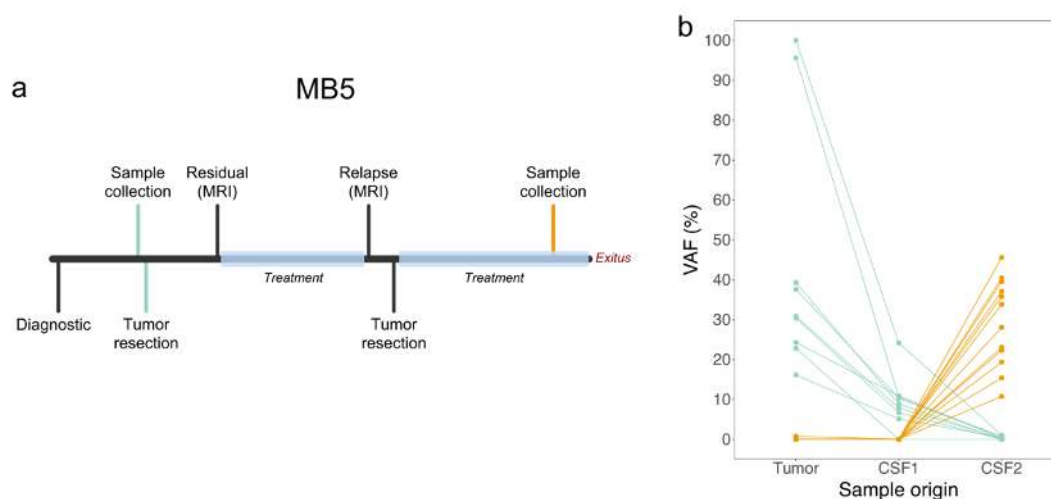 a
MB5
Sample
collection
Residual
(MRI)
Relapse
(MRI)
Sample
collection
Treatment
Treatment
Exitus
Diagnostic
Tumor
resection
Tumor
resection
b
VAF (%)
100
90
80
70
60
50
40
30
20
10
0
Tumor
CSF1
CSF2
Sample origin